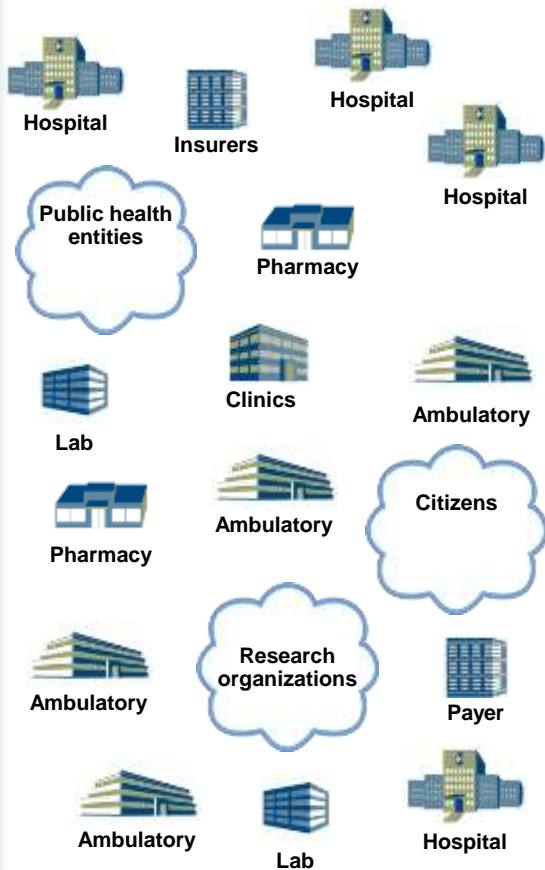 Hospital
Insurers
Hospital
Hospital
Public health
entities
Pharmacy
Clinics
Ambulatory
Lab
Ambulatory
Citizens
Pharmacy
Research
organizations
Ambulatory
Payer
Ambulatory
Lab
Hospital